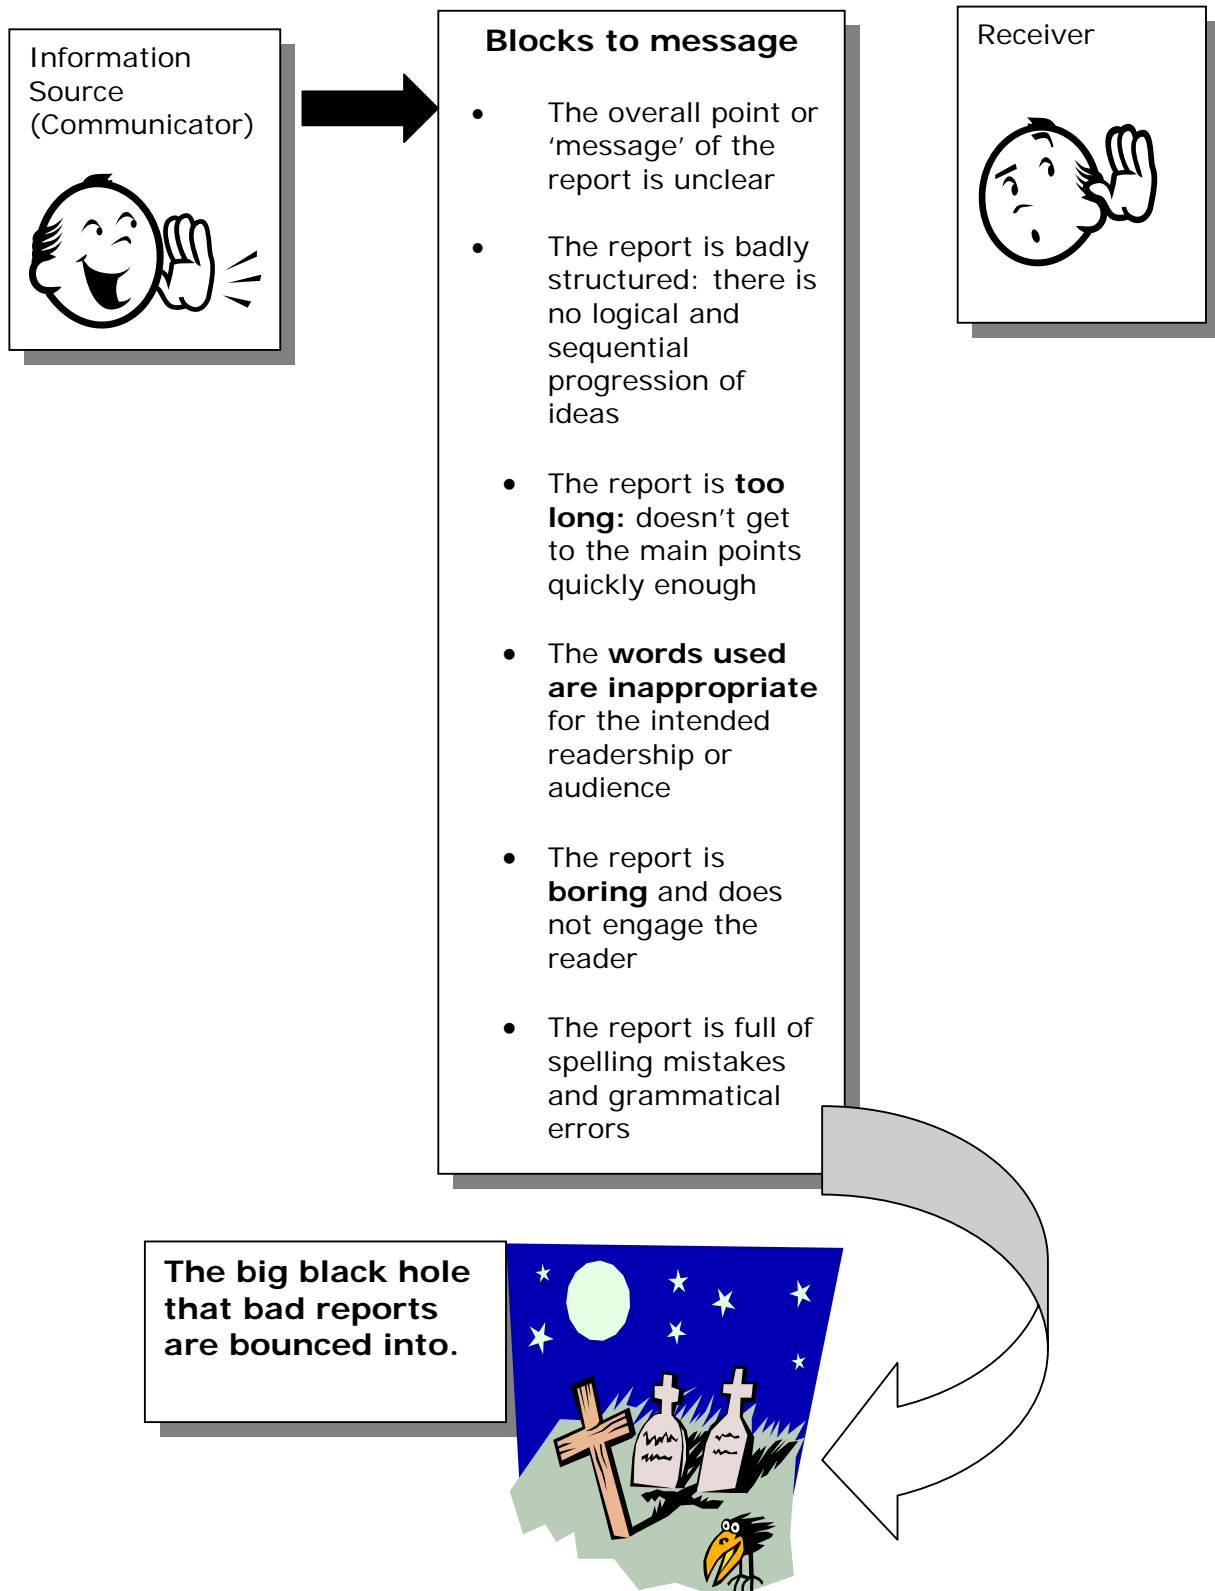 Information
Source
(Communicator)
Blocks to message
• The overall point or
‘message’ of the
report is unclear
• The report is badly
structured: there is
no logical and
sequential
progression of
ideas
• The report is too
long: doesn’t get
to the main points
quickly enough
• The words used
are inappropriate
for the intended
readership or
audience
• The report is
boring and does
not engage the
reader
• The report is full of
spelling mistakes
and grammatical
errors
Receiver
The big black hole
that bad reports
are bounced into.